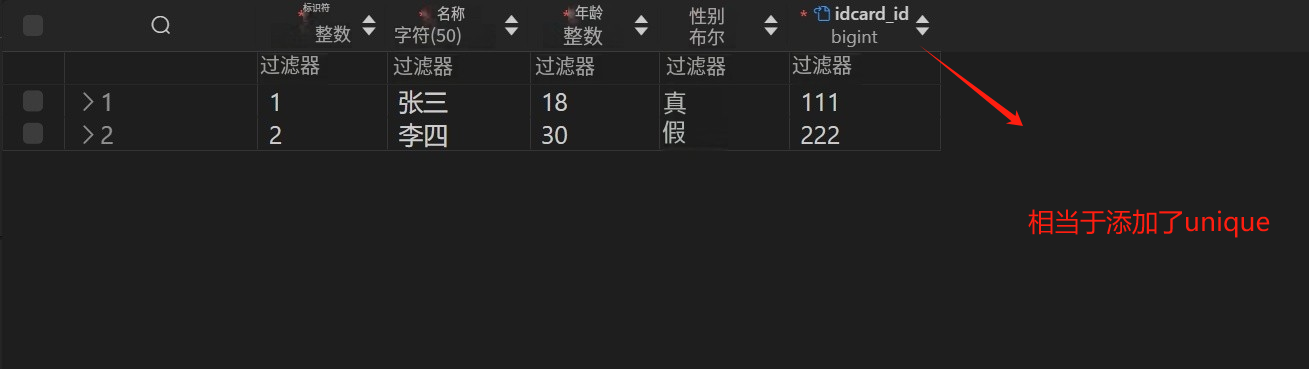 * 标识符
整数
* 名称
字符(50)
* 年龄
整数
性别
布尔
* idcard_id
bigint
过滤器 过滤器 过滤器 过滤器 过滤器
1 1 张三 18 真 111
2 2 李四 30 假 222
相当于添加了unique